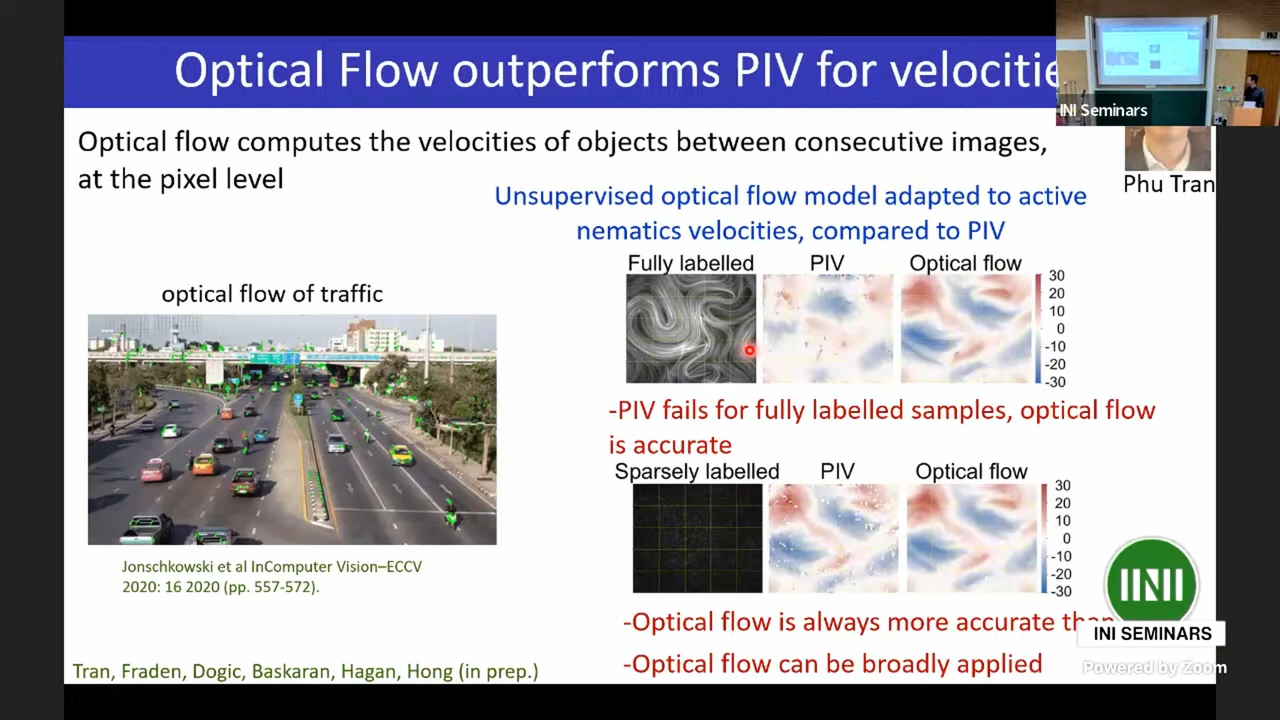 Optical Flow outperforms PIV for velocitie
INI Seminars
Optical flow computes the velocities of objects between consecutive images,
at the pixel level
Phu Tran
Unsupervised optical flow model adapted to active
nematics velocities, compared to PIV
Fully labelled PIV Optical flow
30
20
10
0
-10
-20
-30
optical flow of traffic
-PIV fails for fully labelled samples, optical flow
is accurate
Sparsely labelled PIV Optical flow
30
20
10
0
-10
-20
-30
Jonschkowski et al InComputer Vision–ECCV
2020: 16 2020 (pp. 557-572).
-Optical flow is always more accurate than
-Optical flow can be broadly applied
INI
INI SEMINARS
Powered by Zoom
Tran, Fraden, Dogic, Baskaran, Hagan, Hong (in prep.)